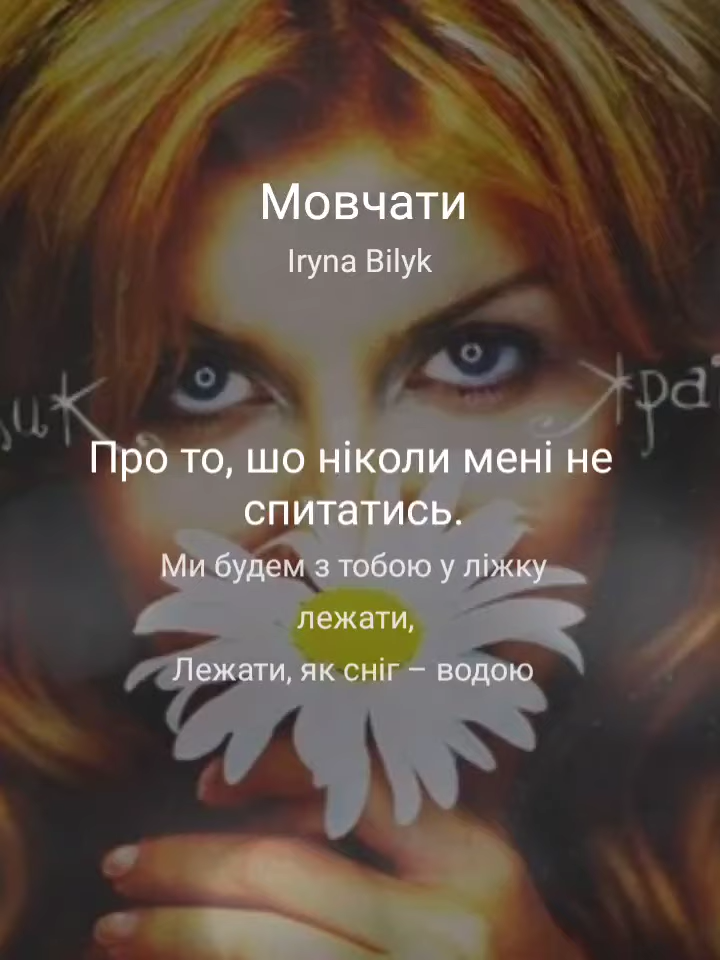 Мовчати
Iryna Bilyk
Про то, шо ніколи мені не
спитатись.
Ми будем з тобою у ліжку
лежати,
Лежати, як сніг – водою